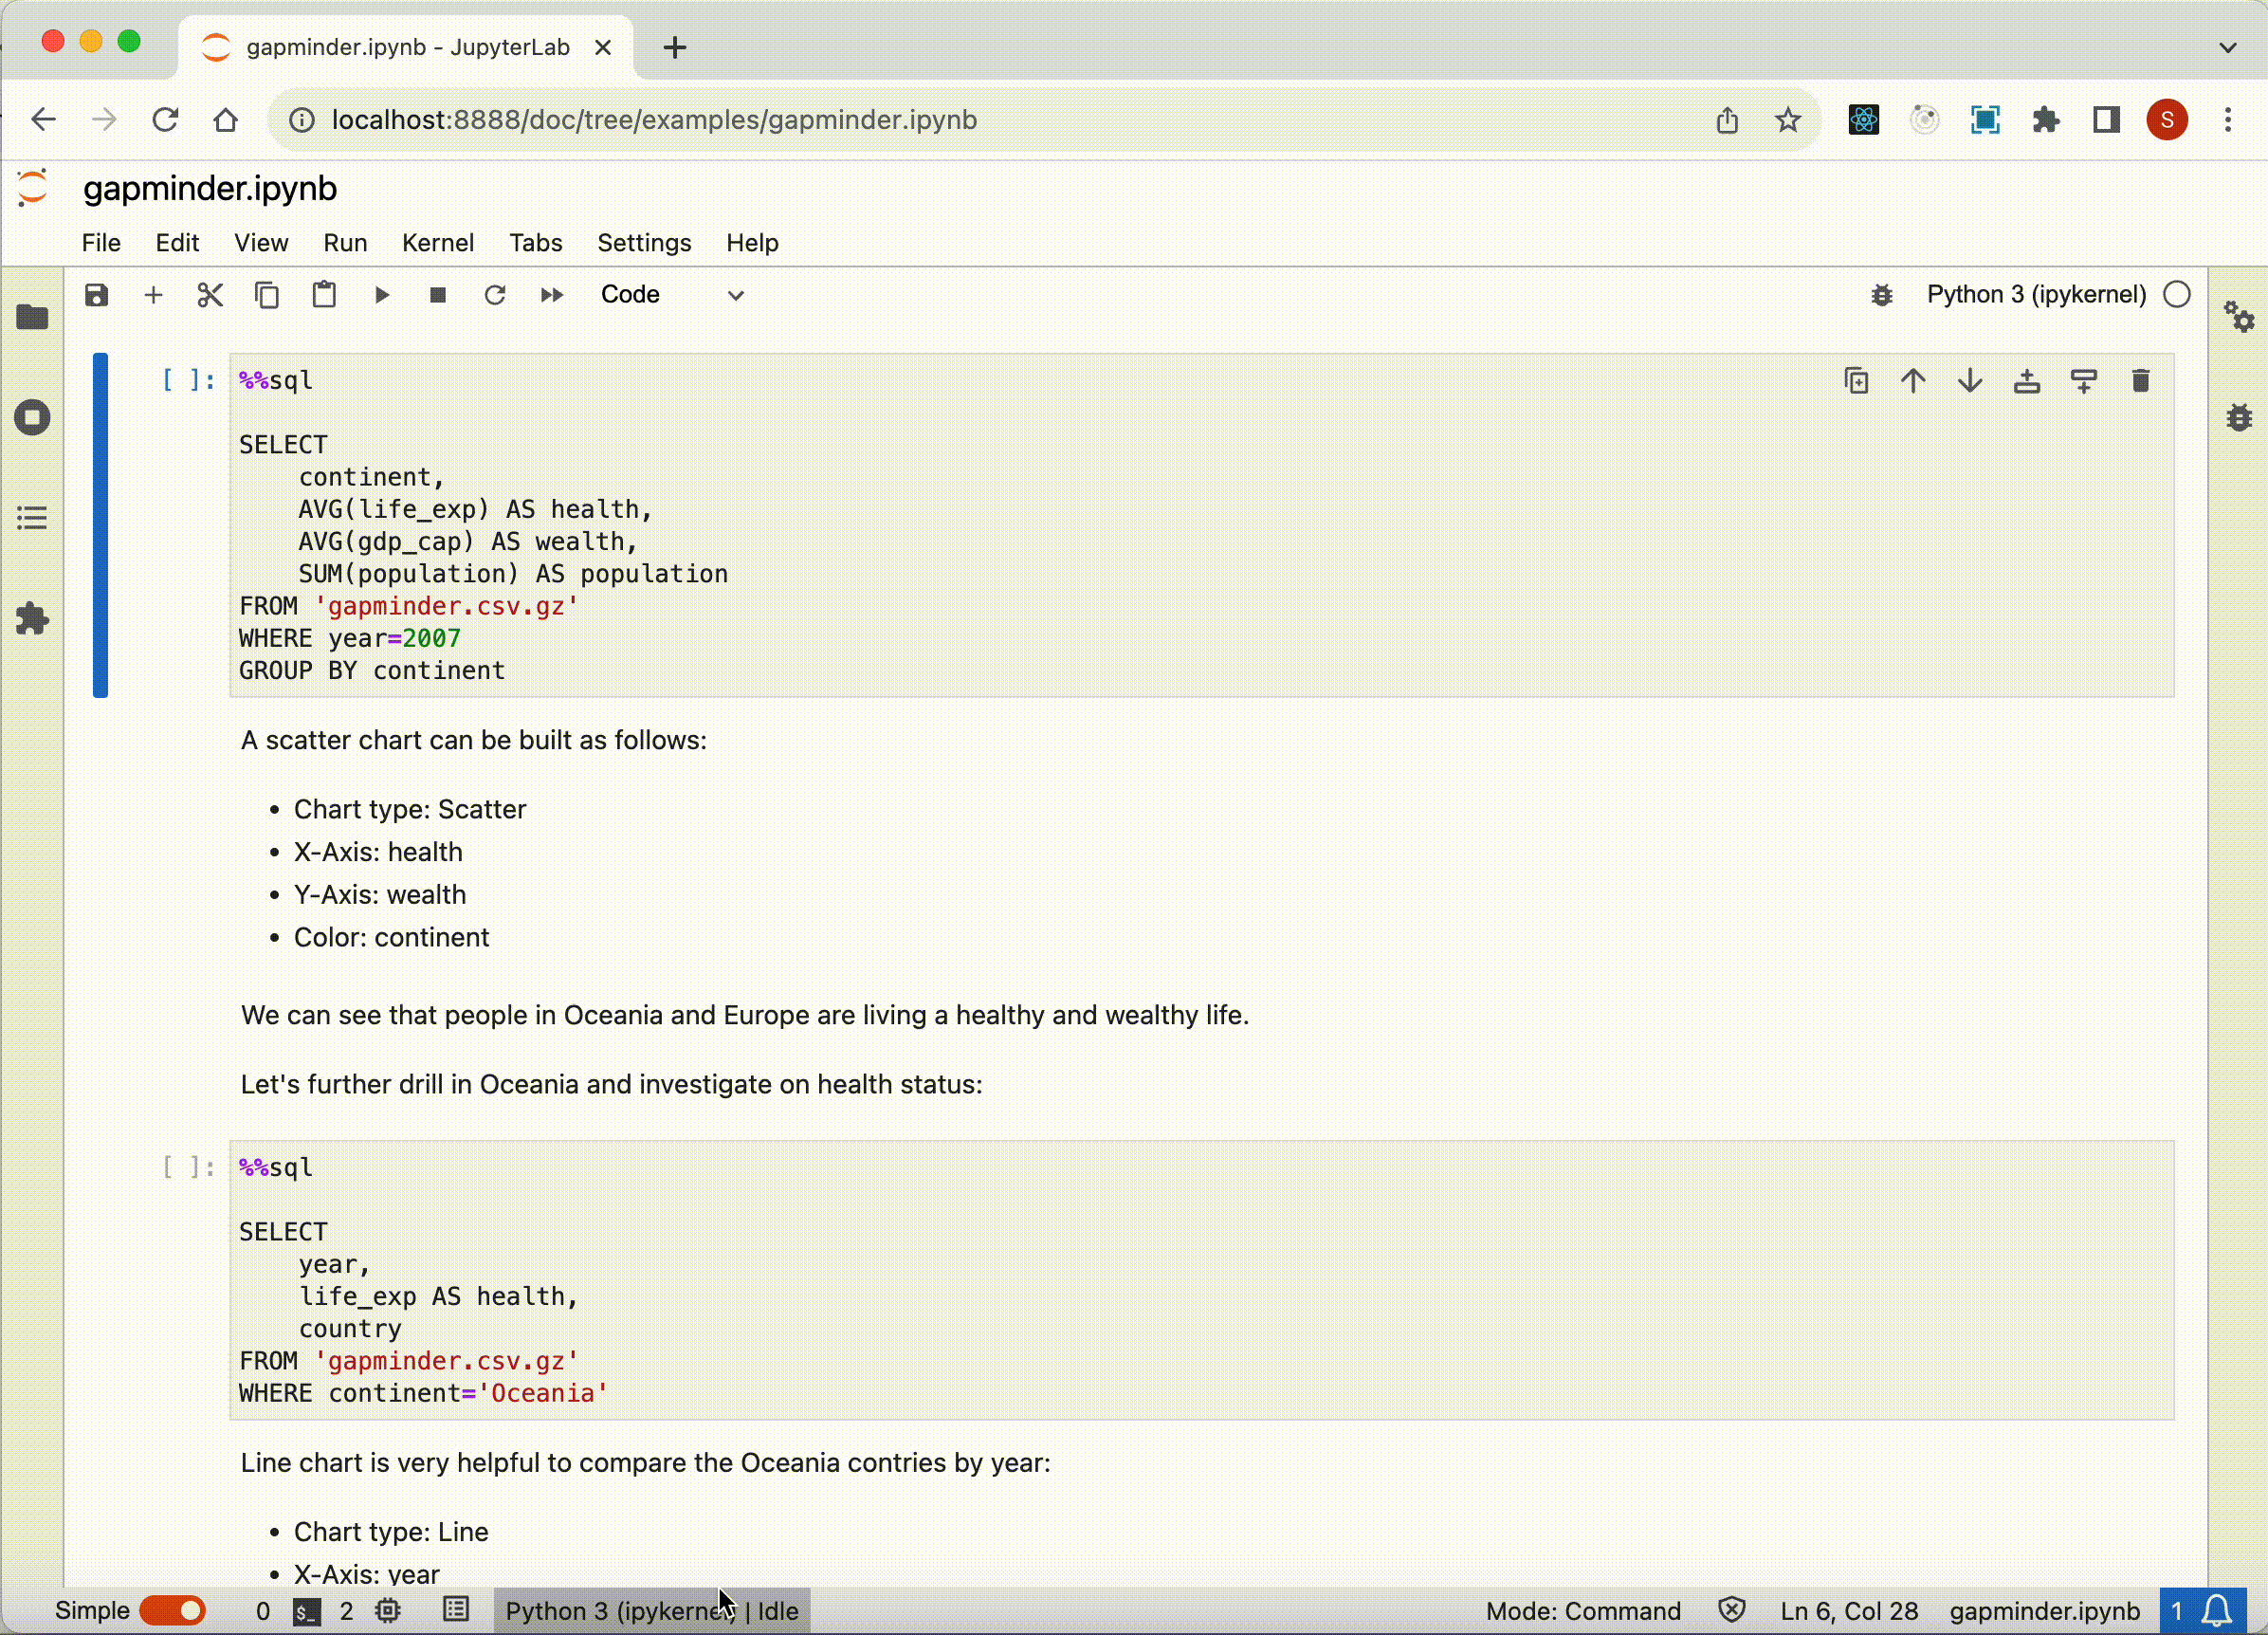 gapminder.ipynb - JupyterLab
localhost:8888/doc/tree/examples/gapminder.ipynb
S
gapminder.ipynb
File Edit View Run Kernel Tabs Settings Help
Code
Python 3 (ipykernel)
[ ]: %%sql
SELECT
continent,
AVG(life_exp) AS health,
AVG(gdp_cap) AS wealth,
SUM(population) AS population
FROM 'gapminder.csv.gz'
WHERE year=2007
GROUP BY continent
A scatter chart can be built as follows:
• Chart type: Scatter
• X-Axis: health
• Y-Axis: wealth
• Color: continent
We can see that people in Oceania and Europe are living a healthy and wealthy life.
Let's further drill in Oceania and investigate on health status:
[ ]: %%sql
SELECT
year,
life_exp AS health,
country
FROM 'gapminder.csv.gz'
WHERE continent='Oceania'
Line chart is very helpful to compare the Oceania contries by year:
• Chart type: Line
• X-Axis: year
Simple 0 $_ 2 Python 3 (ipykernel) | Idle Mode: Command Ln 6, Col 28 gapminder.ipynb 1